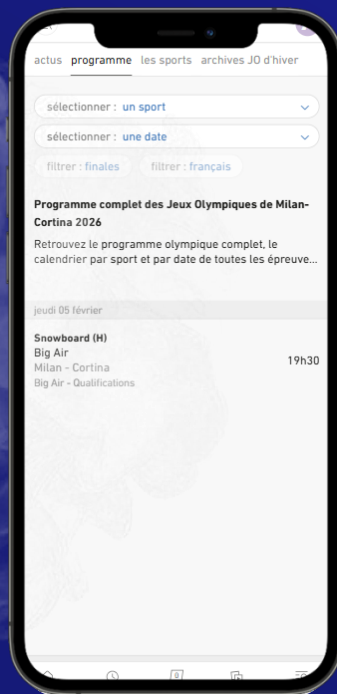 actus programme les sports archives JO d'hiver
sélectionner : un sport
sélectionner : une date
filtrer : finales filtrer : français
Programme complet des Jeux Olympiques de Milan-
Cortina 2026
Retrouvez le programme olympique complet, le
calendrier par sport et par date de toutes les épreuve...
jeudi 05 février
Snowboard (H)
Big Air
19h30
Milan - Cortina
Big Air - Qualifications